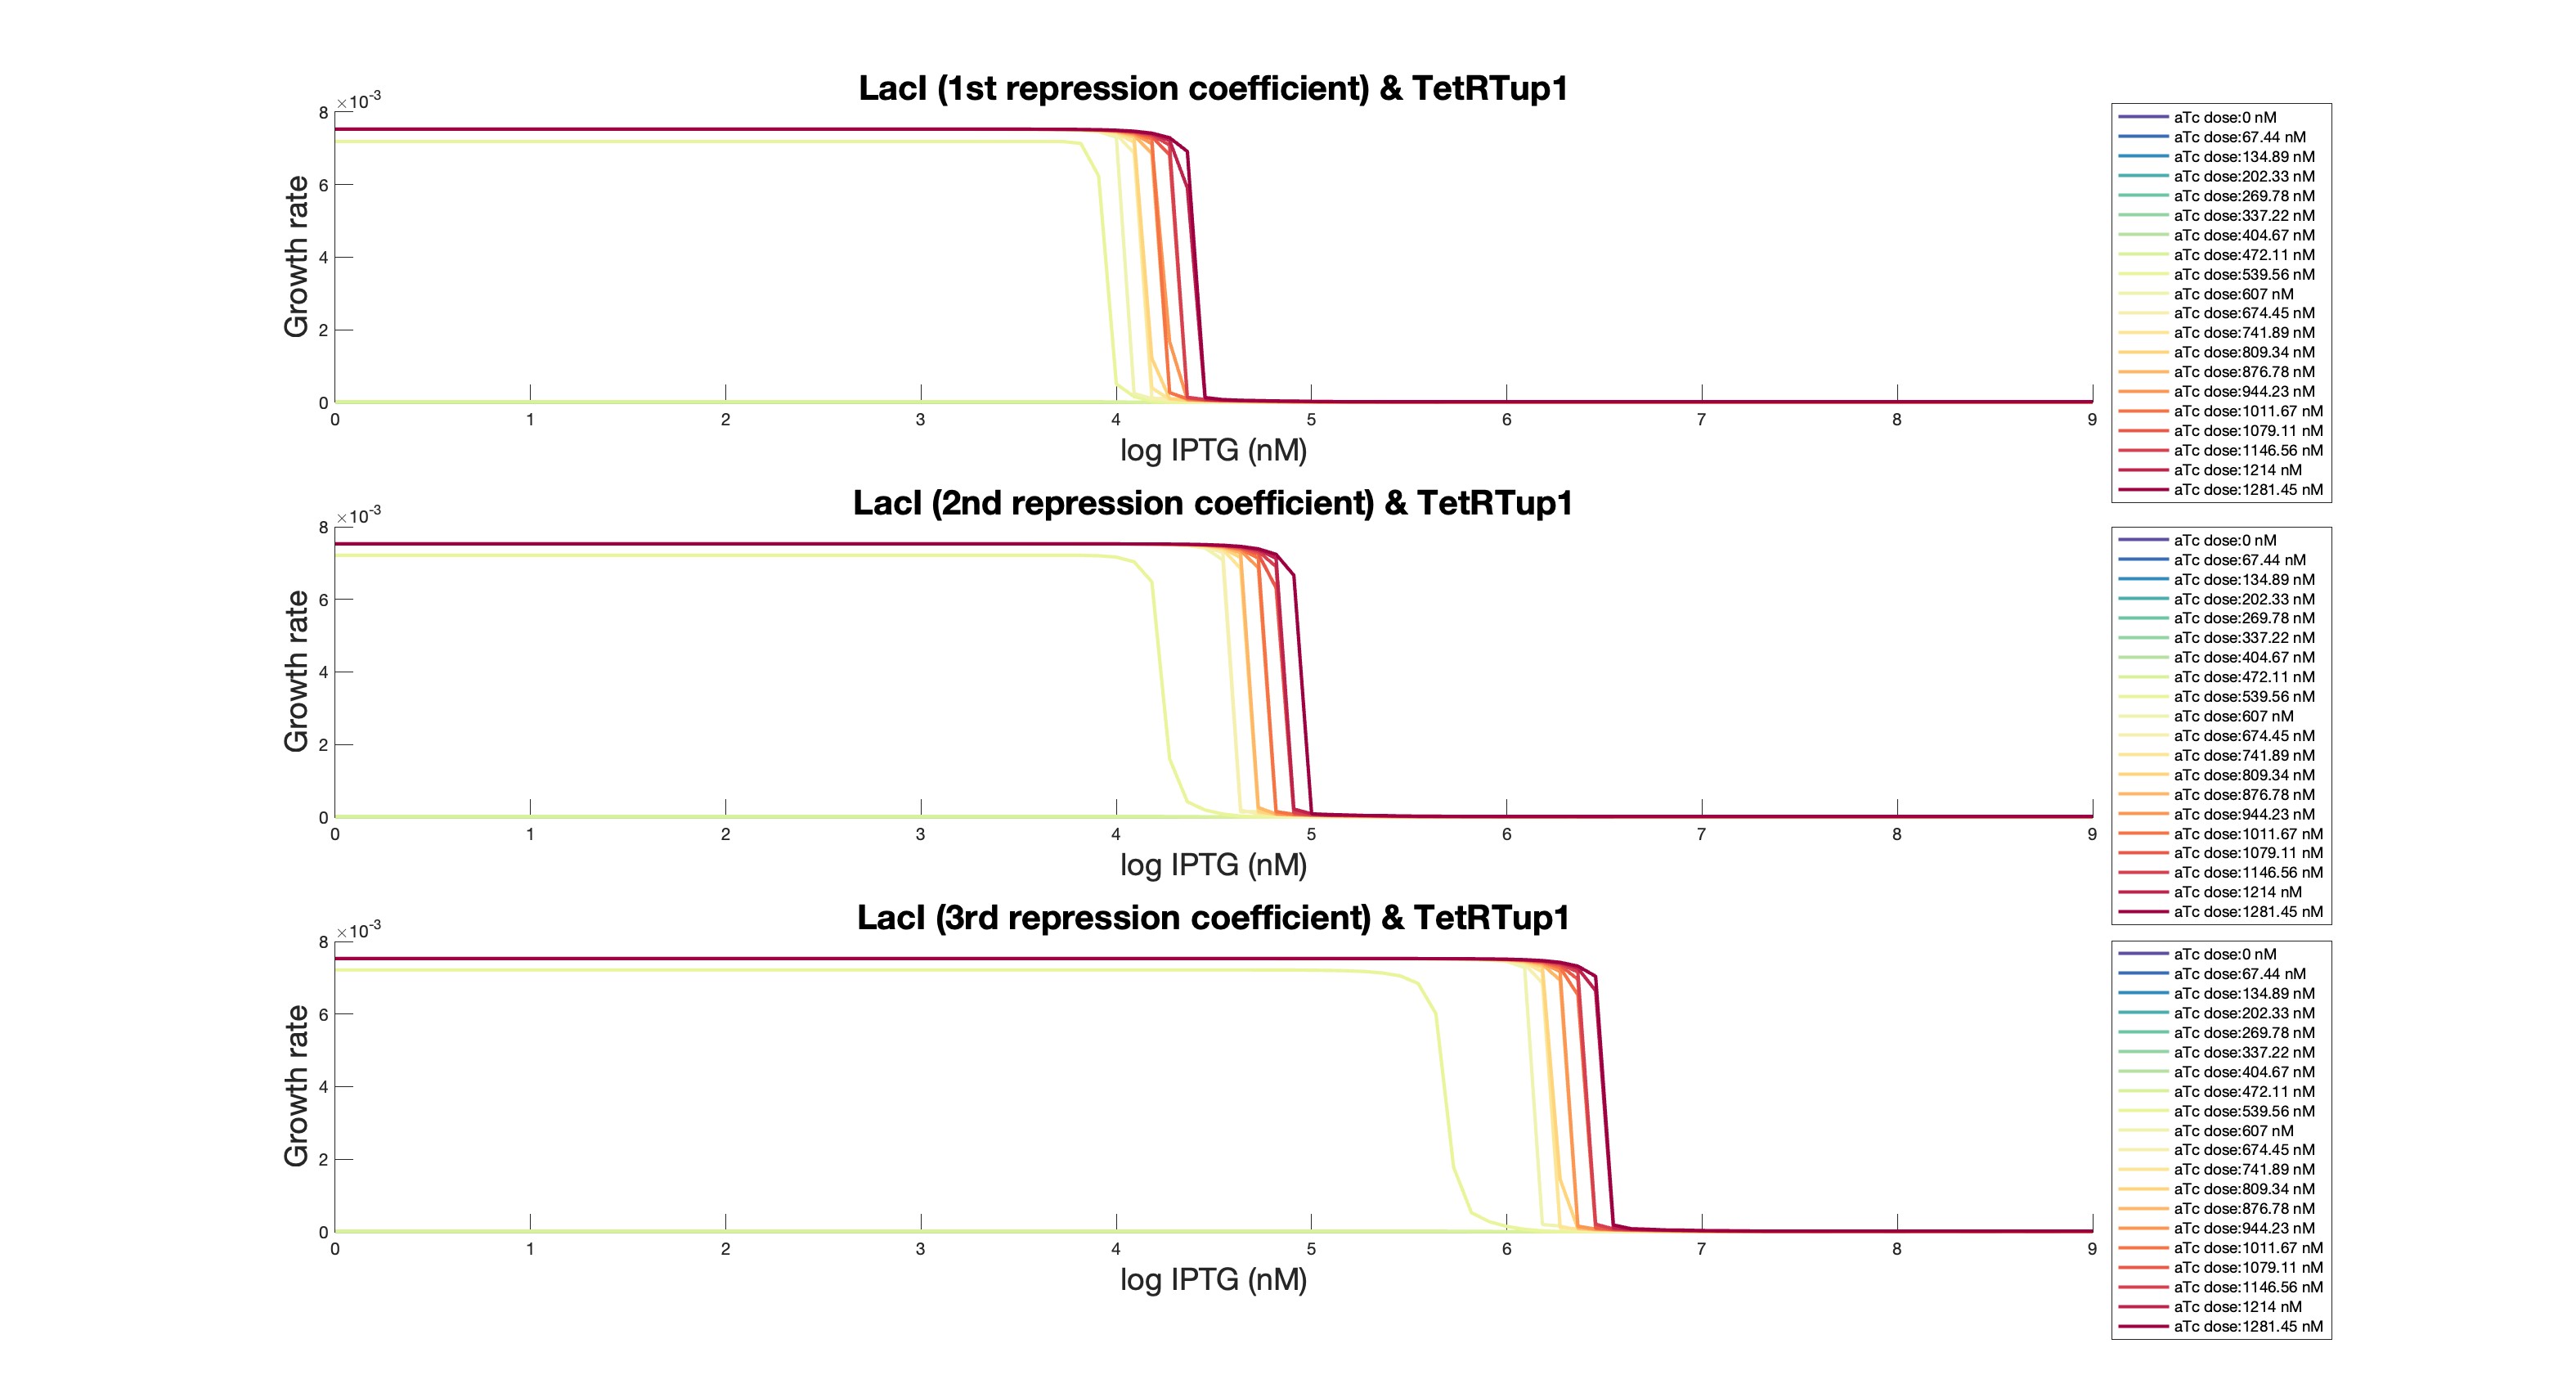 LacI (1st repression coefficient) & TetRTup1
×10-3
8
6
4
2
0
Growth rate
0 1 2 3 4 5 6 7 8 9
log IPTG (nM)
aTc dose:0 nM
aTc dose:67.44 nM
aTc dose:134.89 nM
aTc dose:202.33 nM
aTc dose:269.78 nM
aTc dose:337.22 nM
aTc dose:404.67 nM
aTc dose:472.11 nM
aTc dose:539.56 nM
aTc dose:607 nM
aTc dose:674.45 nM
aTc dose:741.89 nM
aTc dose:809.34 nM
aTc dose:876.78 nM
aTc dose:944.23 nM
aTc dose:1011.67 nM
aTc dose:1079.11 nM
aTc dose:1146.56 nM
aTc dose:1214 nM
aTc dose:1281.45 nM
LacI (2nd repression coefficient) & TetRTup1
×10-3
8
6
4
2
0
Growth rate
0 1 2 3 4 5 6 7 8 9
log IPTG (nM)
aTc dose:0 nM
aTc dose:67.44 nM
aTc dose:134.89 nM
aTc dose:202.33 nM
aTc dose:269.78 nM
aTc dose:337.22 nM
aTc dose:404.67 nM
aTc dose:472.11 nM
aTc dose:539.56 nM
aTc dose:607 nM
aTc dose:674.45 nM
aTc dose:741.89 nM
aTc dose:809.34 nM
aTc dose:876.78 nM
aTc dose:944.23 nM
aTc dose:1011.67 nM
aTc dose:1079.11 nM
aTc dose:1146.56 nM
aTc dose:1214 nM
aTc dose:1281.45 nM
LacI (3rd repression coefficient) & TetRTup1
×10-3
8
6
4
2
0
Growth rate
0 1 2 3 4 5 6 7 8 9
log IPTG (nM)
aTc dose:0 nM
aTc dose:67.44 nM
aTc dose:134.89 nM
aTc dose:202.33 nM
aTc dose:269.78 nM
aTc dose:337.22 nM
aTc dose:404.67 nM
aTc dose:472.11 nM
aTc dose:539.56 nM
aTc dose:607 nM
aTc dose:674.45 nM
aTc dose:741.89 nM
aTc dose:809.34 nM
aTc dose:876.78 nM
aTc dose:944.23 nM
aTc dose:1011.67 nM
aTc dose:1079.11 nM
aTc dose:1146.56 nM
aTc dose:1214 nM
aTc dose:1281.45 nM